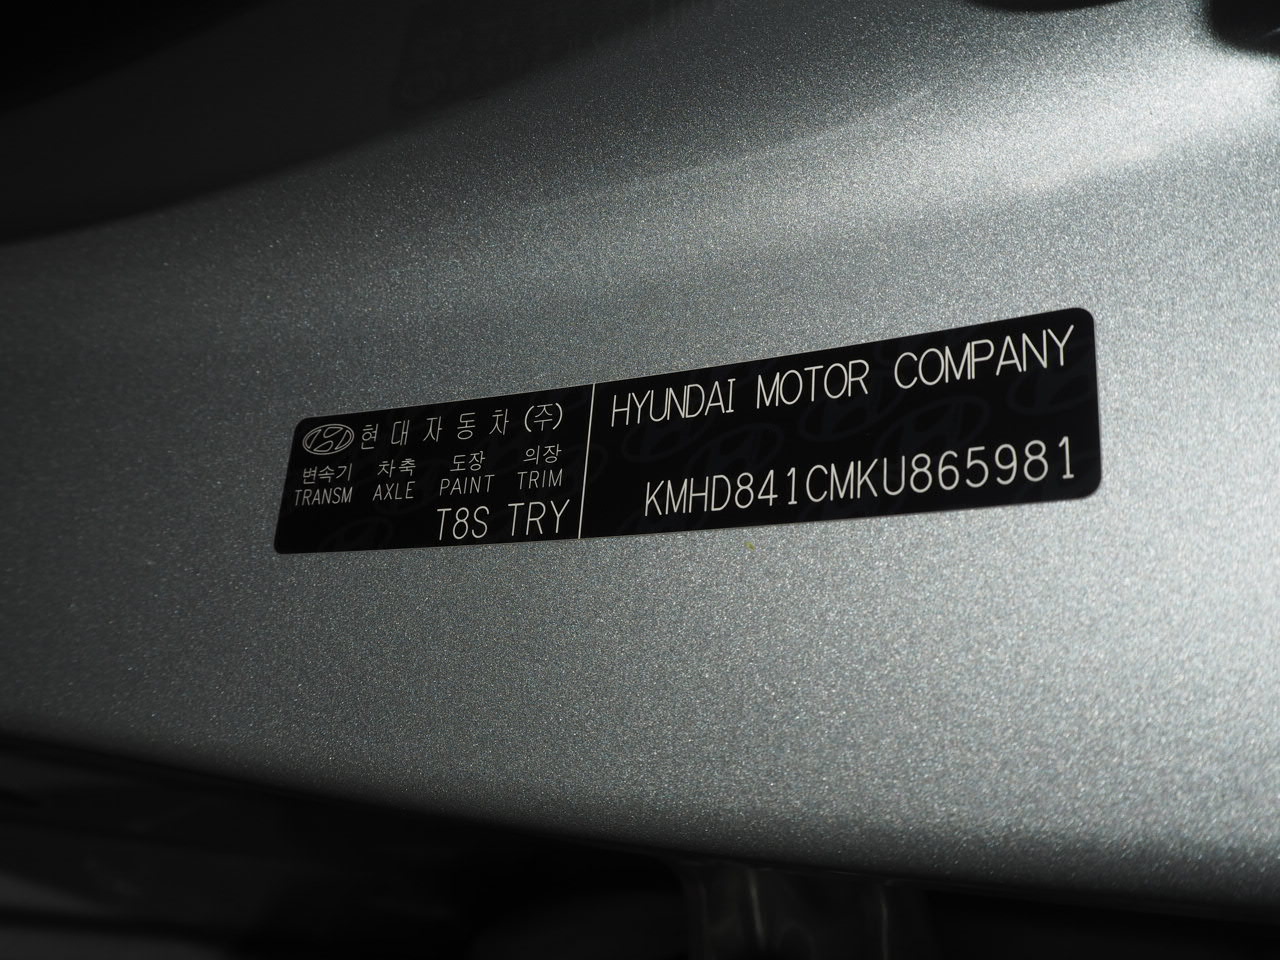 현대자동차(주)
변속기 차축 도장 의장
TRANSM AXLE PAINT TRIM
T8S TRY
HYUNDAI MOTOR COMPANY
KMHD841CMKU865981